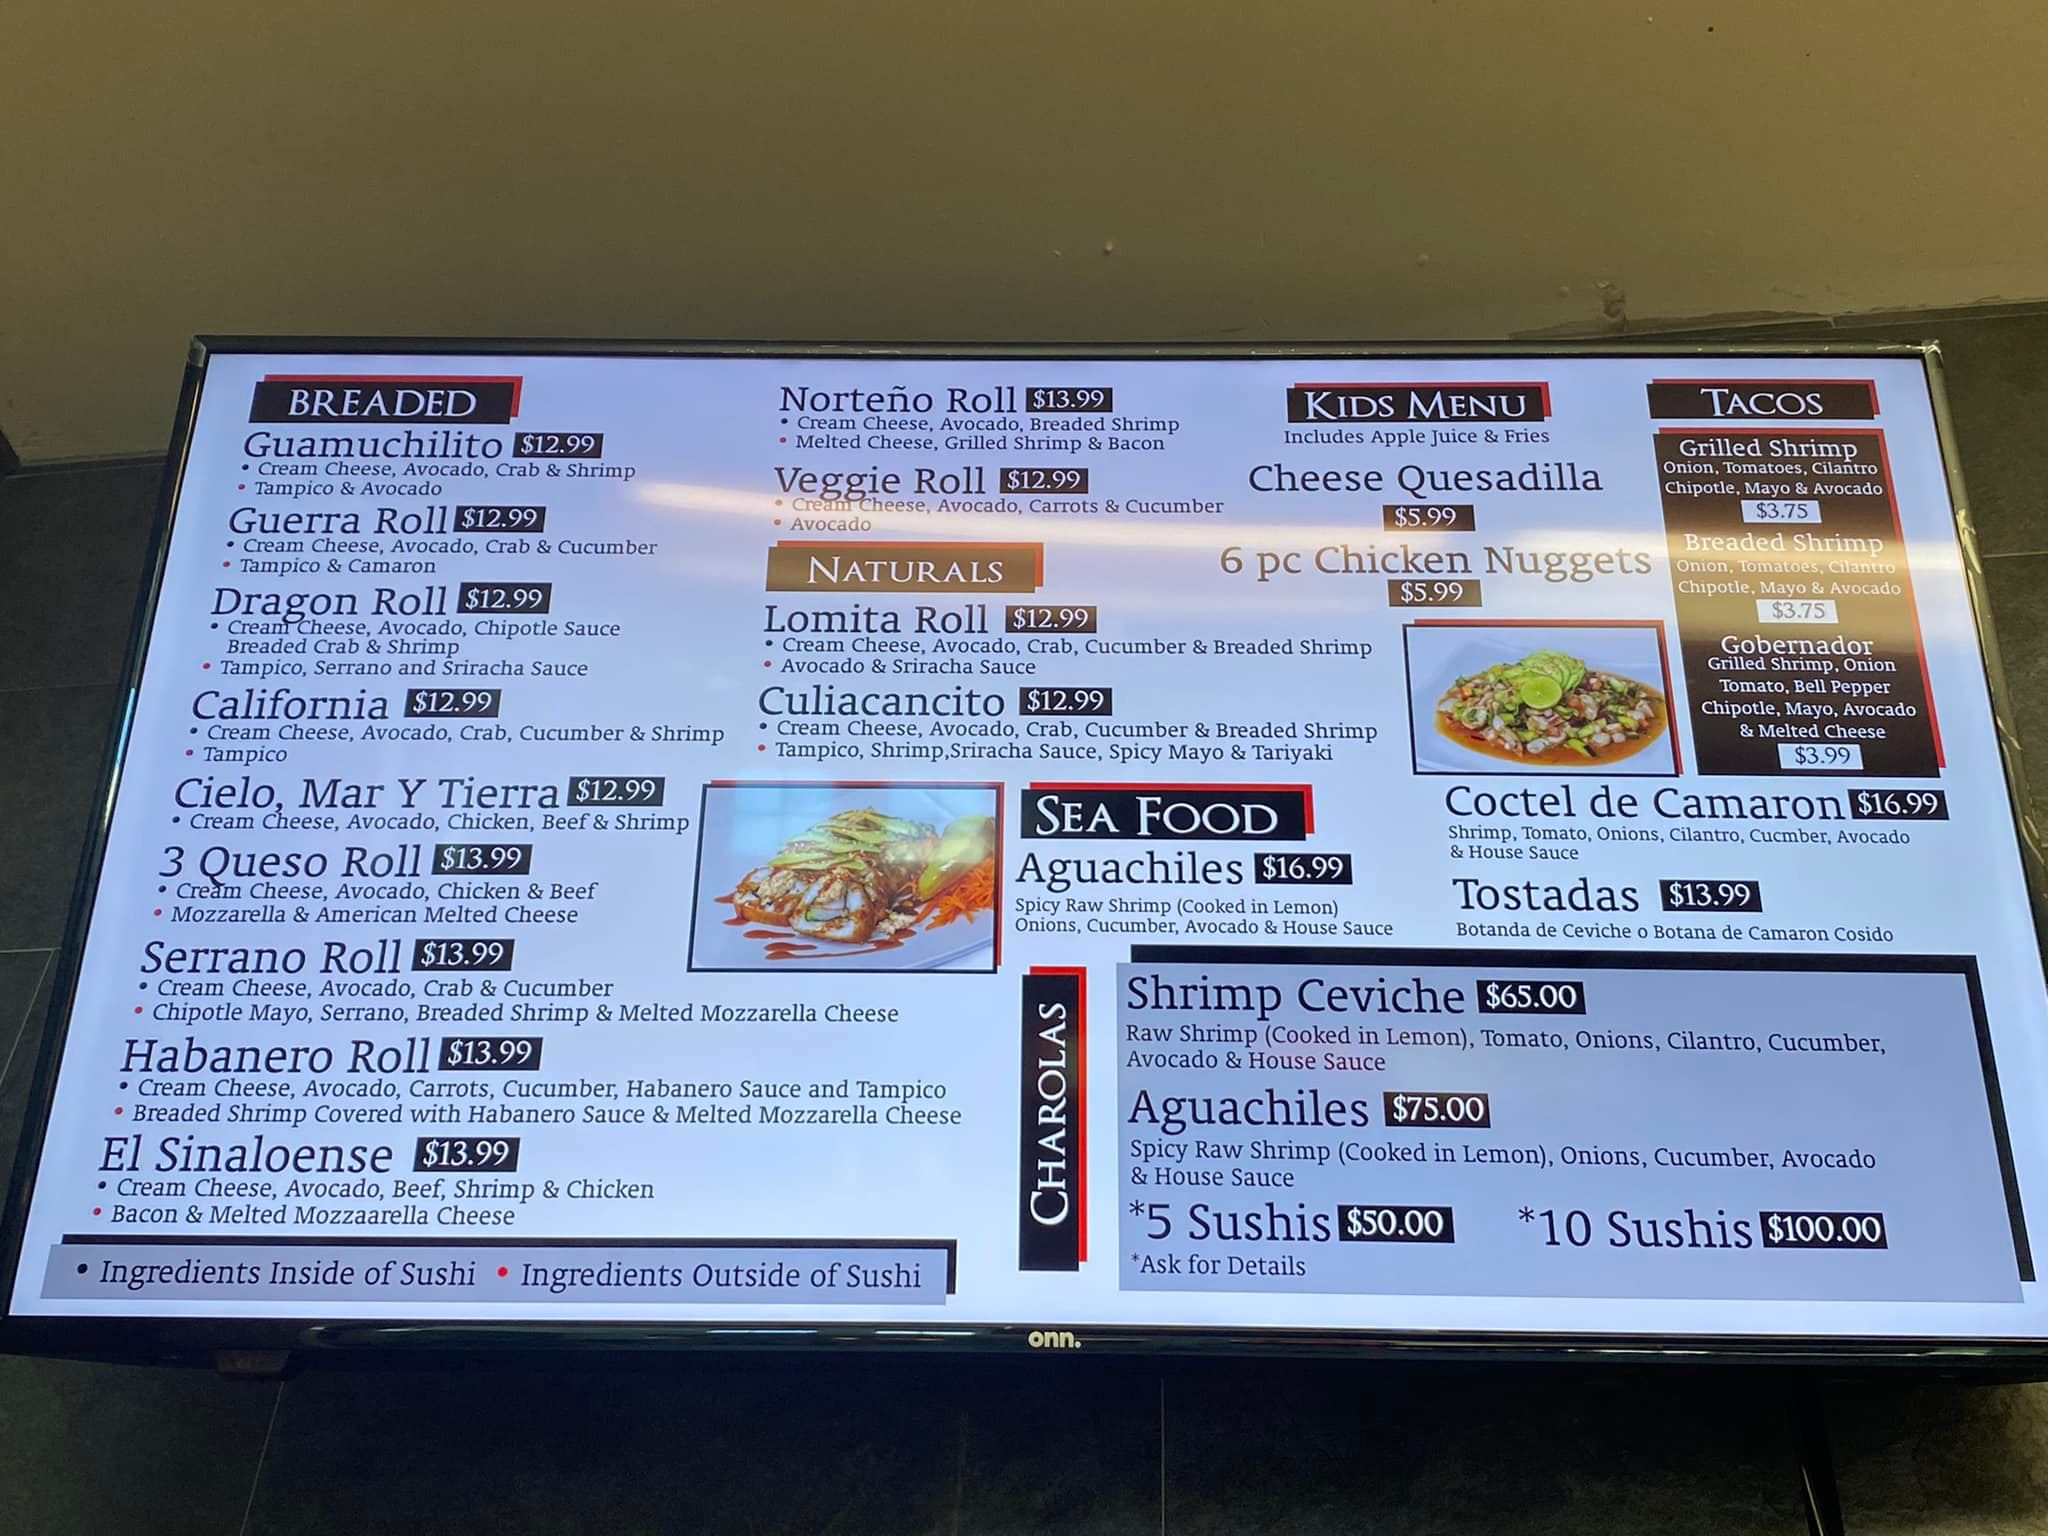 BREADED
Guamuchilito $12.99
• Cream Cheese, Avocado, Crab & Shrimp
• Tampico & Avocado
Guerra Roll $12.99
• Cream Cheese, Avocado, Crab & Cucumber
• Tampico & Camaron
Dragon Roll $12.99
• Cream Cheese, Avocado, Chipotle Sauce
Breaded Crab & Shrimp
• Tampico, Serrano and Sriracha Sauce
California $12.99
• Cream Cheese, Avocado, Crab, Cucumber & Shrimp
• Tampico
Cielo, Mar Y Tierra $12.99
• Cream Cheese, Avocado, Chicken, Beef & Shrimp
3 Queso Roll $13.99
• Cream Cheese, Avocado, Chicken & Beef
• Mozzarella & American Melted Cheese
Serrano Roll $13.99
• Cream Cheese, Avocado, Crab & Cucumber
• Chipotle Mayo, Serrano, Breaded Shrimp & Melted Mozzarella Cheese
Habanero Roll $13.99
• Cream Cheese, Avocado, Carrots, Cucumber, Habanero Sauce and Tampico
• Breaded Shrimp Covered with Habanero Sauce & Melted Mozzarella Cheese
El Sinaloense $13.99
• Cream Cheese, Avocado, Beef, Shrimp & Chicken
• Bacon & Melted Mozzaarella Cheese
• Ingredients Inside of Sushi • Ingredients Outside of Sushi
Norteño Roll $13.99
• Cream Cheese, Avocado, Breaded Shrimp
• Melted Cheese, Grilled Shrimp & Bacon
Veggie Roll $12.99
• Cream Cheese, Avocado, Carrots & Cucumber
• Avocado
NATURALS
Lomita Roll $12.99
• Cream Cheese, Avocado, Crab, Cucumber & Breaded Shrimp
• Avocado & Sriracha Sauce
Culiacancito $12.99
• Cream Cheese, Avocado, Crab, Cucumber & Breaded Shrimp
• Tampico, Shrimp,Sriracha Sauce, Spicy Mayo & Tariyaki
KIDS MENU
Includes Apple Juice & Fries
Cheese Quesadilla
$5.99
6 pc Chicken Nuggets
$5.99
TACOS
Grilled Shrimp
Onion, Tomatoes, Cilantro
Chipotle, Mayo & Avocado
$3.75
Breaded Shrimp
Onion, Tomatoes, Cilantro
Chipotle, Mayo & Avocado
$3.75
Gobernador
Grilled Shrimp, Onion
Tomato, Bell Pepper
Chipotle, Mayo, Avocado
& Melted Cheese
$3.99
SEA FOOD
Aguachiles $16.99
Spicy Raw Shrimp (Cooked in Lemon)
Onions, Cucumber, Avocado & House Sauce
Coctel de Camaron $16.99
Shrimp, Tomato, Onions, Cilantro, Cucmber, Avocado
& House Sauce
Tostadas $13.99
Botanda de Ceviche o Botana de Camaron Cosido
CHAROLAS
Shrimp Ceviche $65.00
Raw Shrimp (Cooked in Lemon), Tomato, Onions, Cilantro, Cucumber,
Avocado & House Sauce
Aguachiles $75.00
Spicy Raw Shrimp (Cooked in Lemon), Onions, Cucumber, Avocado
& House Sauce
*5 Sushis $50.00 *10 Sushis $100.00
*Ask for Details
onn.